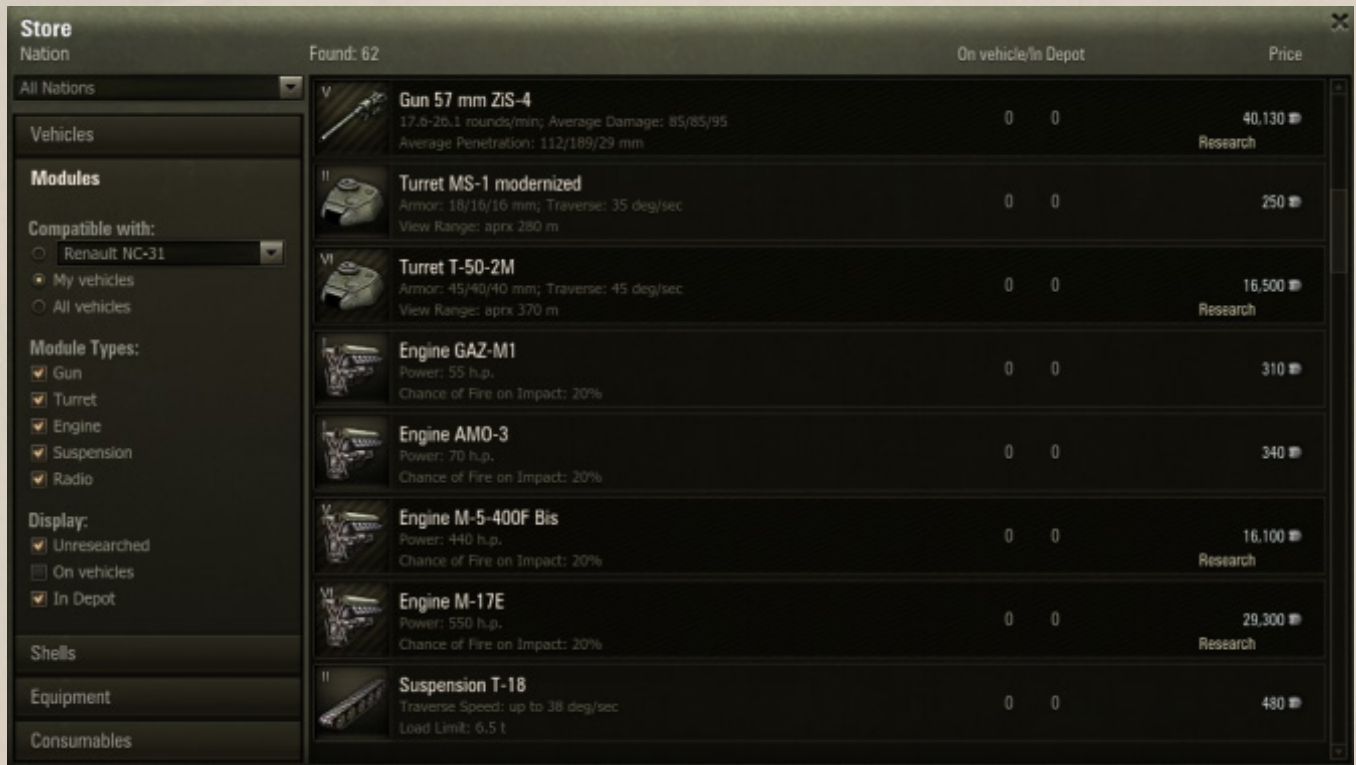 Store
Nation
Found: 62
On vehicle/In Depot
Price
All Nations
Vehicles
Modules
Compatible with:
Renault NC-31
My vehicles
All vehicles
Module Types:
Gun
Turret
Engine
Suspension
Radio
Display:
Unresearched
On vehicles
In Depot
Shells
Equipment
Consumables
V
Gun 57 mm ZiS-4
17.6-26.1 rounds/min; Average Damage: 85/85/95
Average Penetration: 112/189/29 mm
0 0
40,130
Research
II
Turret MS-1 modernized
Armor: 18/16/16 mm; Traverse: 35 deg/sec
View Range: aprx 280 m
0 0
250
VI
Turret T-50-2M
Armor: 45/40/40 mm; Traverse: 45 deg/sec
View Range: aprx 370 m
0 0
16,500
Research
Engine GAZ-M1
Power: 55 h.p.
Chance of Fire on Impact: 20%
0 0
310
Engine AMO-3
Power: 70 h.p.
Chance of Fire on Impact: 20%
0 0
340
V
Engine M-5-400F Bis
Power: 440 h.p.
Chance of Fire on Impact: 20%
0 0
16,100
Research
VI
Engine M-17E
Power: 550 h.p.
Chance of Fire on Impact: 20%
0 0
29,300
Research
II
Suspension T-18
Traverse Speed: up to 38 deg/sec
Load Limit: 6.5 t
0 0
480